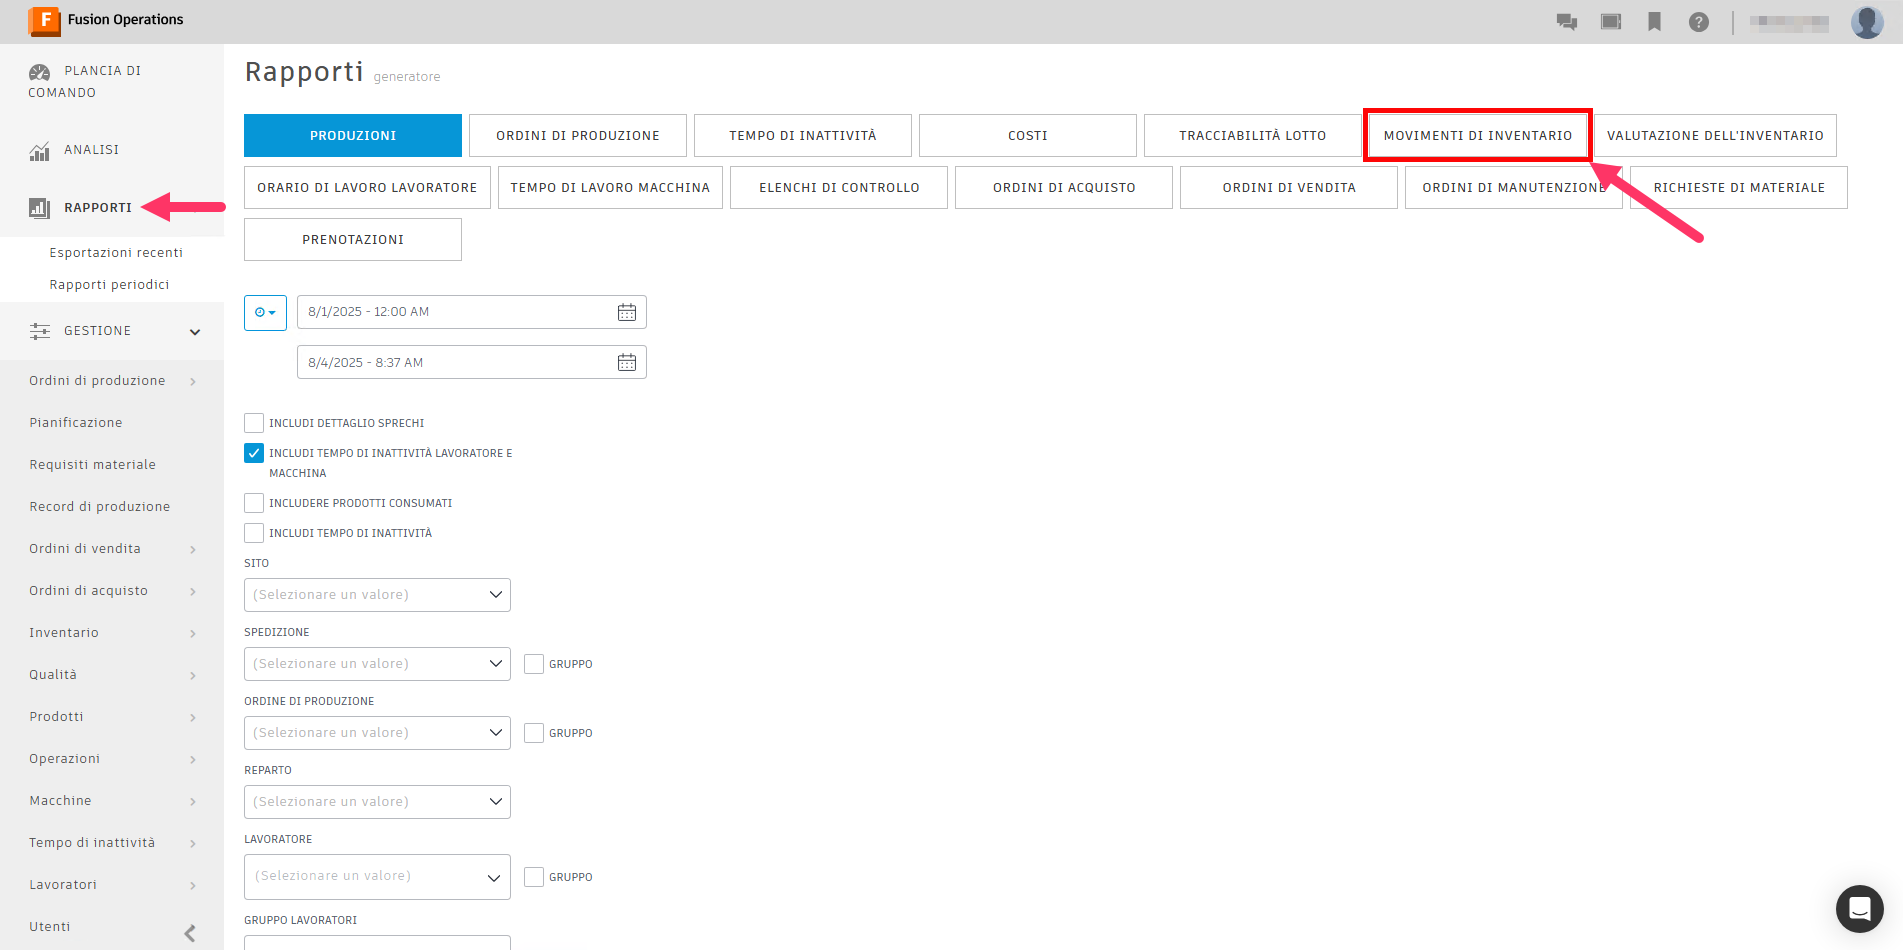 Fusion Operations
PLANCIA DI
COMANDO
ANALISI
RAPPORTI
Esportazioni recenti
Rapporti periodici
GESTIONE
Ordini di produzione
Pianificazione
Requisiti materiale
Record di produzione
Ordini di vendita
Ordini di acquisto
Inventario
Qualità
Prodotti
Operazioni
Macchine
Tempo di inattività
Lavoratori
Utenti
Rapporti generatore
PRODUZIONI ORDINI DI PRODUZIONE TEMPO DI INATTIVITÀ COSTI TRACCIABILITÀ LOTTO MOVIMENTI DI INVENTARIO VALUTAZIONE DELL'INVENTARIO
ORARIO DI LAVORO LAVORATORE TEMPO DI LAVORO MACCHINA ELENCHI DI CONTROLLO ORDINI DI ACQUISTO ORDINI DI VENDITA ORDINI DI MANUTENZIONE RICHIESTE DI MATERIALE
PRENOTAZIONI
8/1/2025 - 12:00 AM
8/4/2025 - 8:37 AM
INCLUDI DETTAGLIO SPRECHI
INCLUDI TEMPO DI INATTIVITÀ LAVORATORE E
MACCHINA
INCLUDERE PRODOTTI CONSUMATI
INCLUDI TEMPO DI INATTIVITÀ
SITO
(Selezionare un valore)
SPEDIZIONE
(Selezionare un valore) GRUPPO
ORDINE DI PRODUZIONE
(Selezionare un valore) GRUPPO
REPARTO
(Selezionare un valore)
LAVORATORE
(Selezionare un valore) GRUPPO
GRUPPO LAVORATORI